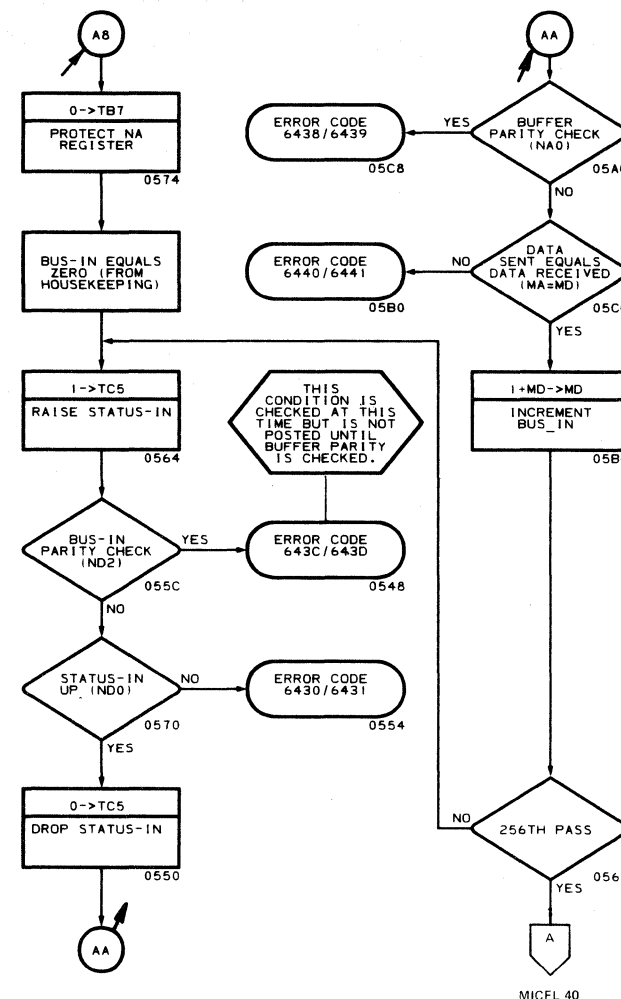 A8
0->TB7
PROTECT NA
REGISTER
0574
BUS-IN EQUALS
ZERO (FROM
HOUSEKEEPING)
1->TC5
RAISE STATUS-IN
0564
BUS-IN
PARITY CHECK
(ND2)
YES
055C
NO
ERROR CODE
643C/643D
0548
THIS
CONDITION IS
CHECKED AT THIS
TIME BUT IS NOT
POSTED UNTIL
BUFFER PARITY
IS CHECKED.
STATUS-IN
UP (ND0)
NO
0570
YES
ERROR CODE
6430/6431
0554
0->TC5
DROP STATUS-IN
0550
AA
AA
BUFFER
PARITY CHECK
(NA0)
YES
05A
NO
ERROR CODE
6438/6439
05C8
DATA
SENT EQUALS
DATA RECEIVED
(MA=MD)
NO
05C
YES
ERROR CODE
6440/6441
05B0
1+MD->MD
INCREMENT
BUS_IN
05B
256TH PASS
NO
056
YES
A
MICFL 40